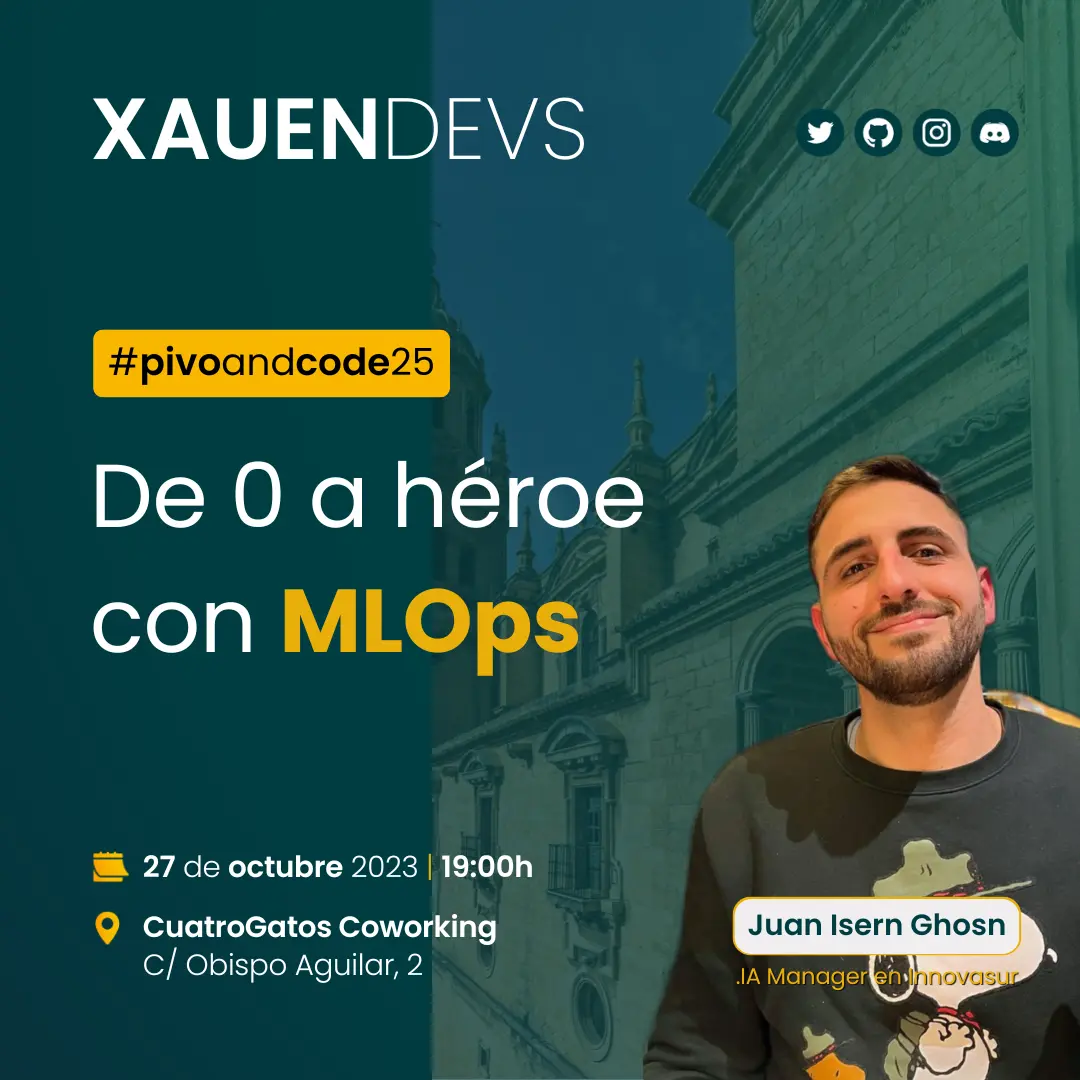 XAUENDEVS
#pivoandcode25
De 0 a héroe
con MLOps
27 de octubre 2023 | 19:00h
CuatroGatos Coworking
C/ Obispo Aguilar, 2
Juan Isern Ghosn
.IA Manager en Innovasur